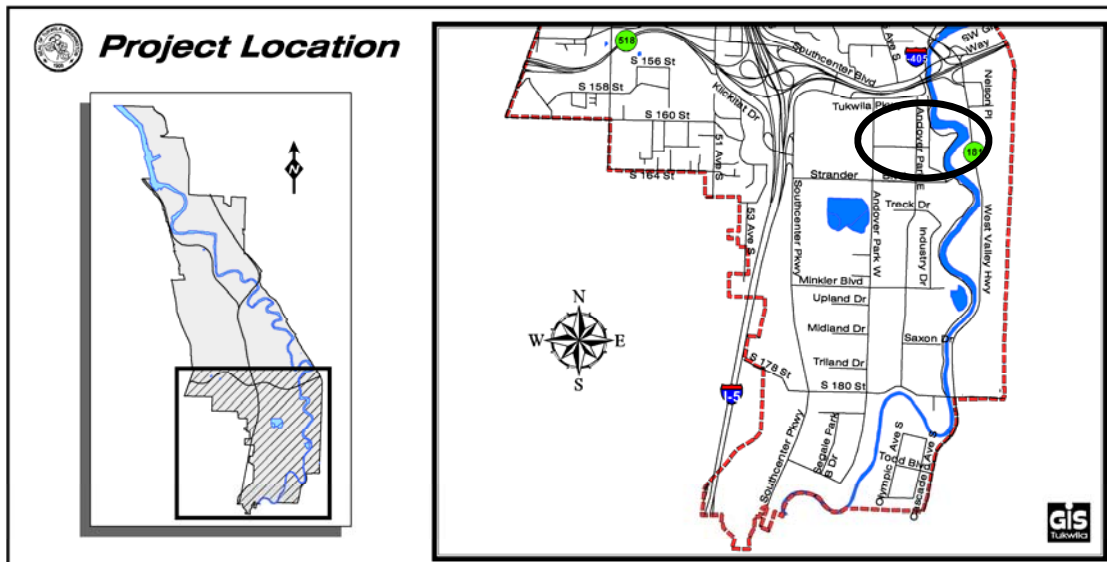 Project Location
N
518
S 156 St
S 158 St
S 160 St
S 164 St
Klickitat Dr
51 Ave S
53 Ave S
Southcenter Blvd
Ave S
I-405
SW
Way
Nelson Pl
Tukwila
Andover Park E
181
Strander
Southcenter Pkwy
Andover Park W
Treck Dr
Industry Dr
West Valley Hwy
Minkler Blvd
Upland Dr
Midland Dr
Saxon Dr
Triland Dr
S 178 St
S 180 St
I-5
Southcenter Pkwy
Segale Park
B Dr
Olympic Ave S
Todd Blvd
Cascade Ave S
N
W
E
S
GIS
Tukwila